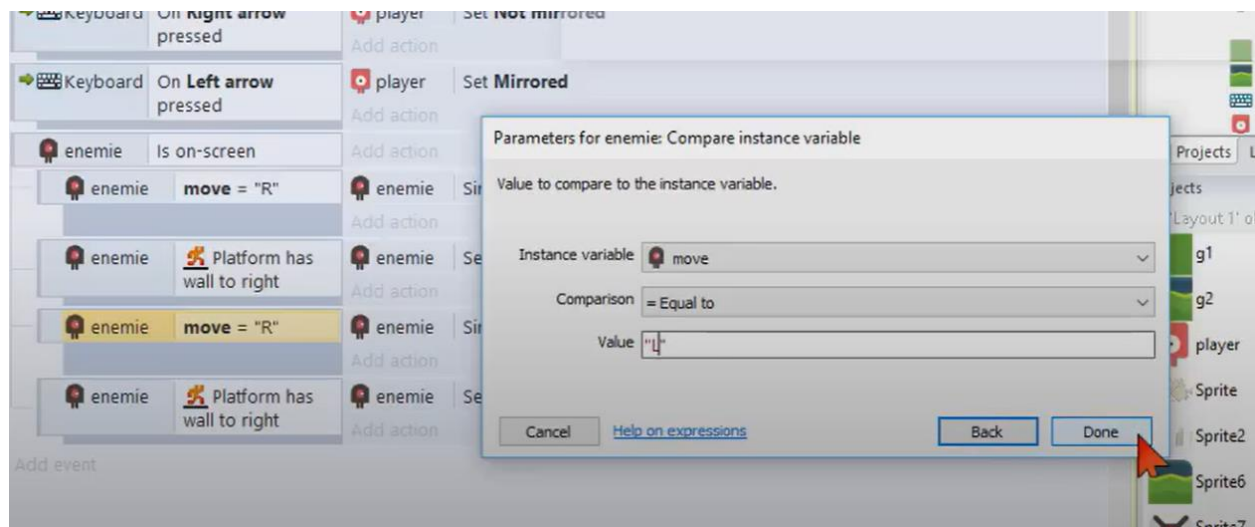 Keyboard On Right arrow pressed player Set Not mirrored
Add action
Keyboard On Left arrow pressed player Set Mirrored
Add action
enemie Is on-screen Add action
enemie move = "R" enemie
Add action
enemie Platform has wall to right enemie
Add action
enemie move = "R" enemie
Add action
enemie Platform has wall to right enemie
Add action
Add event
Parameters for enemie: Compare instance variable
Value to compare to the instance variable.
Instance variable move
Comparison = Equal to
Value "L"
Cancel Help on expressions Back Done
Projects
'Layout 1'
g1
g2
player
Sprite
Sprite2
Sprite6